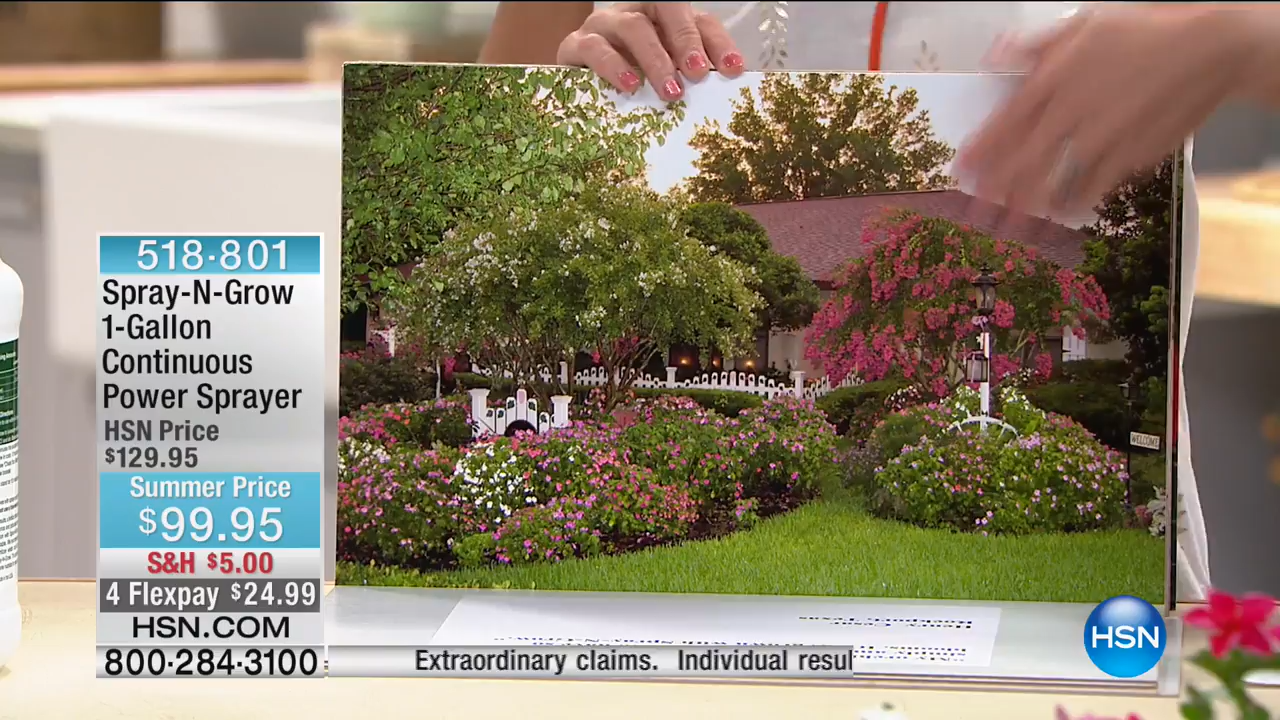 518·801
Spray-N-Grow
1-Gallon
Continuous
Power Sprayer
HSN Price
$129.95
Summer Price
$99.95
S&H $5.00
4 Flexpay $24.99
HSN.COM
800·284·3100
Extraordinary claims. Individual resul
WELCOME
HSN